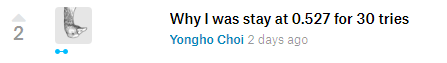 Why I was stay at 0.527 for 30 tries
2
Yongho Choi 2 days ago